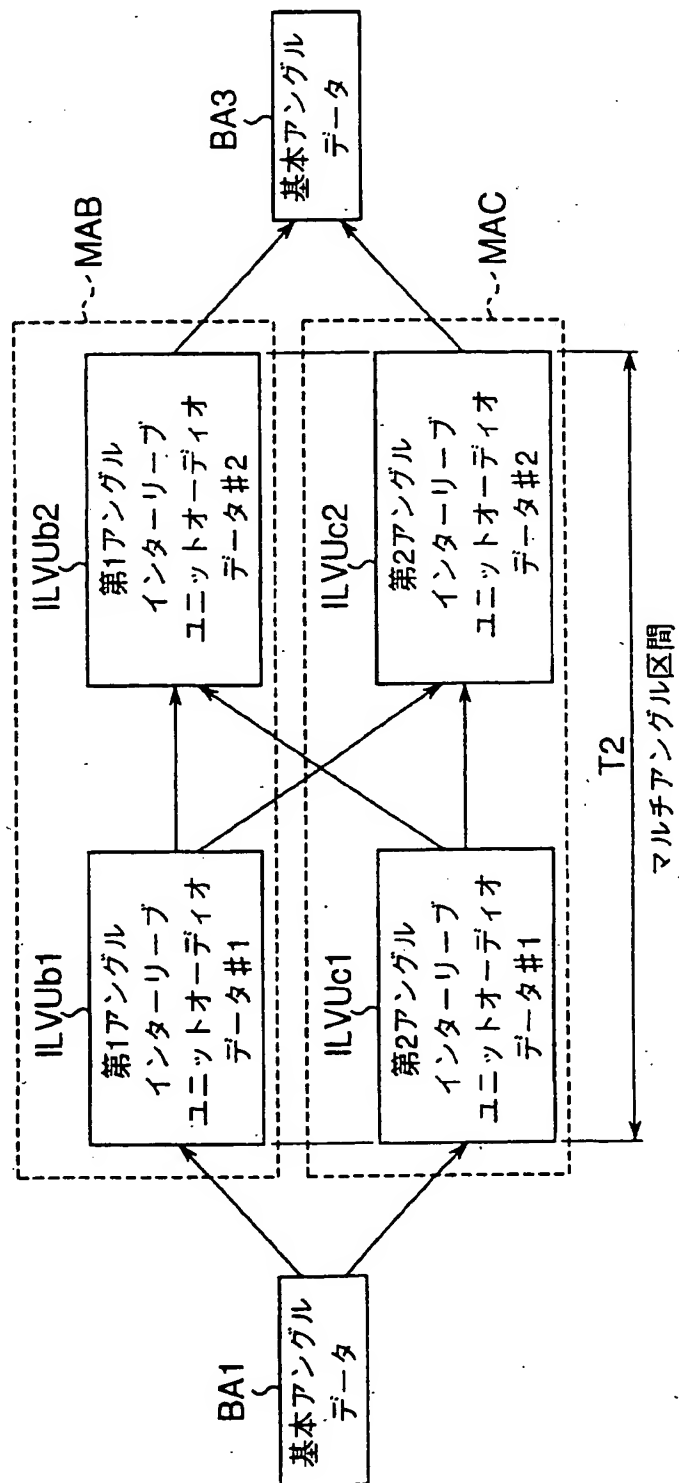 BA1
基本アングル
データ
MAB
ILVUb1
第1アングル
インターリーブ
ユニットオーディオ
データ#1
ILVUb2
第1アングル
インターリーブ
ユニットオーディオ
データ#2
MAC
ILVUc1
第2アングル
インターリーブ
ユニットオーディオ
データ#1
ILVUc2
第2アングル
インターリーブ
ユニットオーディオ
データ#2
BA3
基本アングル
データ
T2
マルチアングル区間